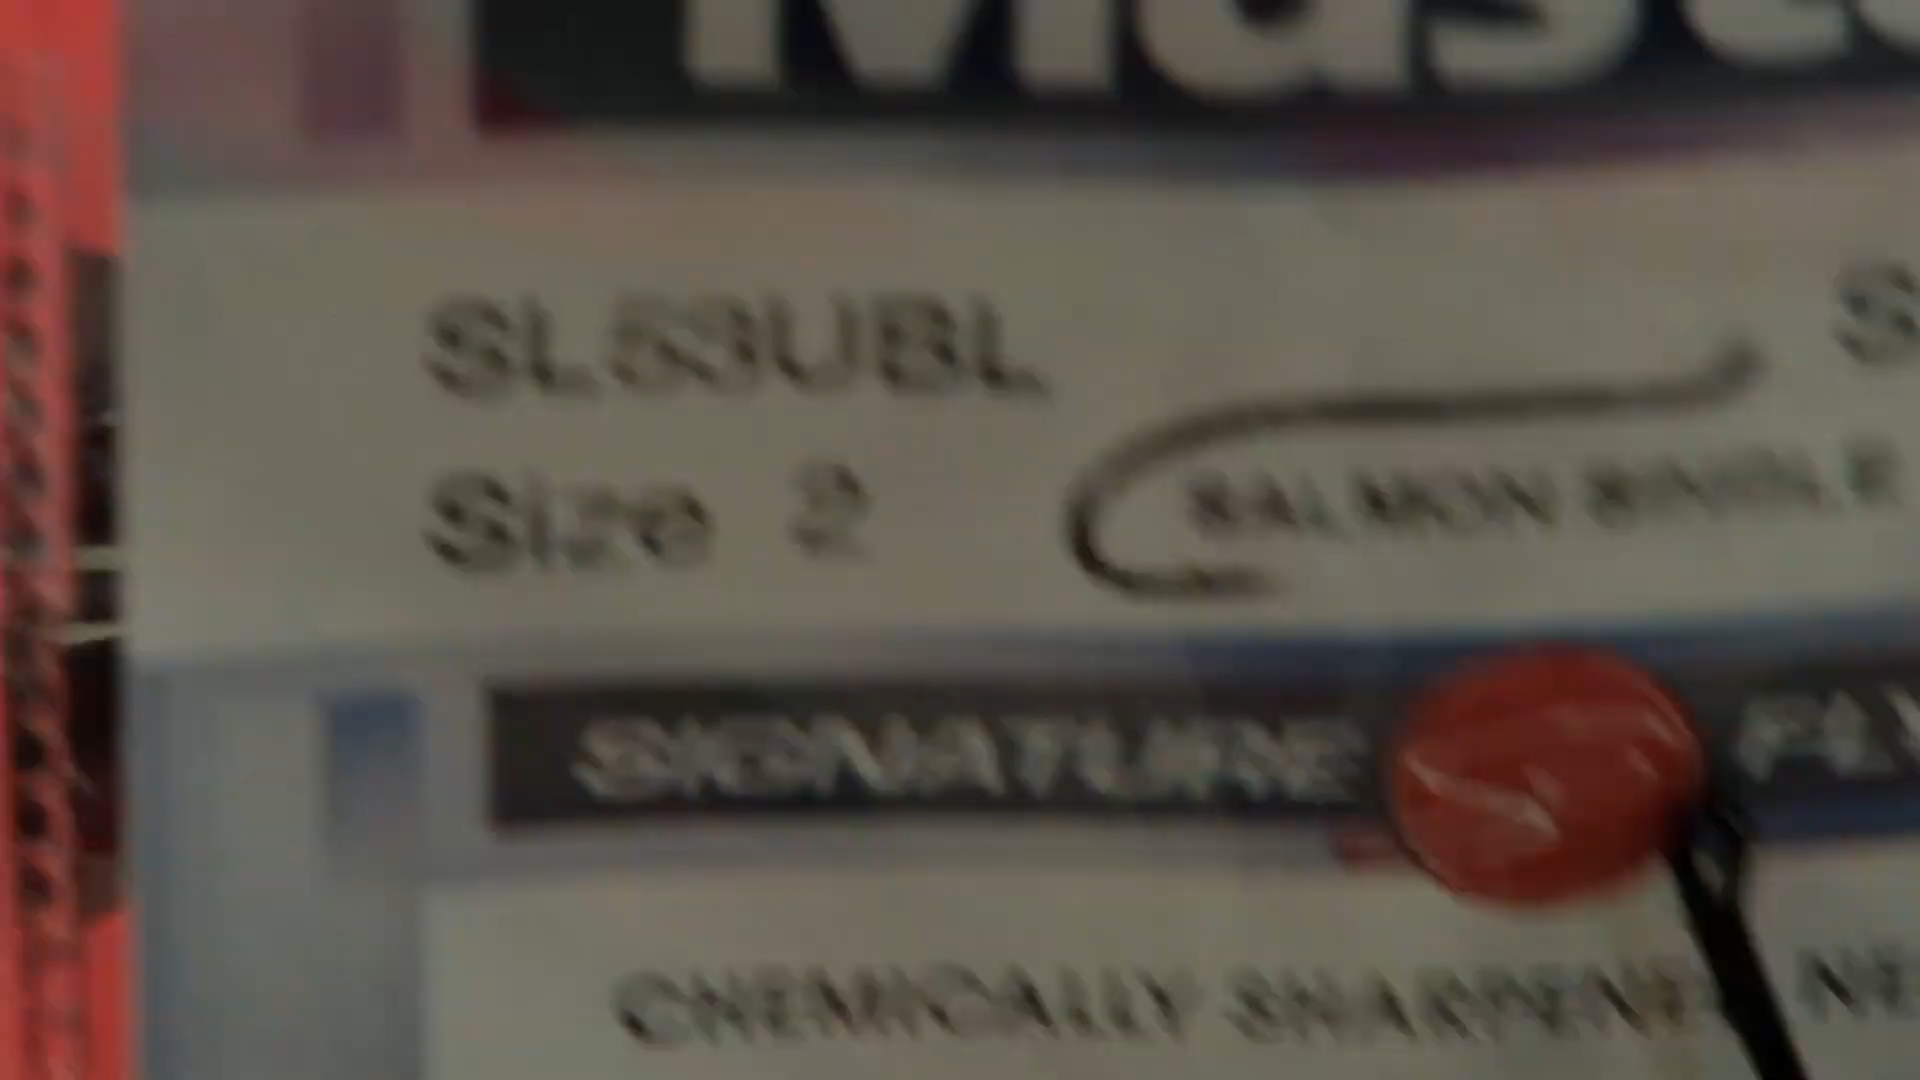 SL53UBL
Size 2
SALMON SINGLE
SIGNATURE
CHEMICALLY SHARPENED